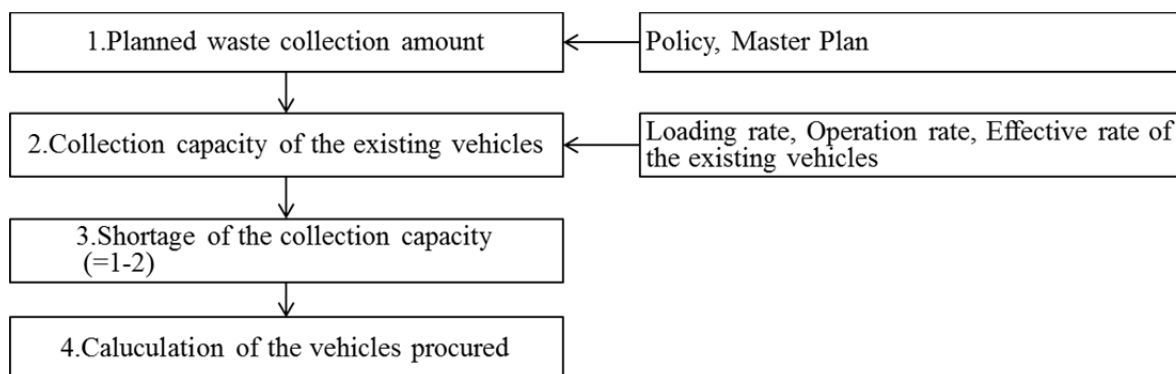 1.Planned waste collection amount
Policy, Master Plan
2.Collection capacity of the existing vehicles
Loading rate, Operation rate, Effective rate of
the existing vehicles
3.Shortage of the collection capacity
(=1-2)
4.Caluculation of the vehicles procured